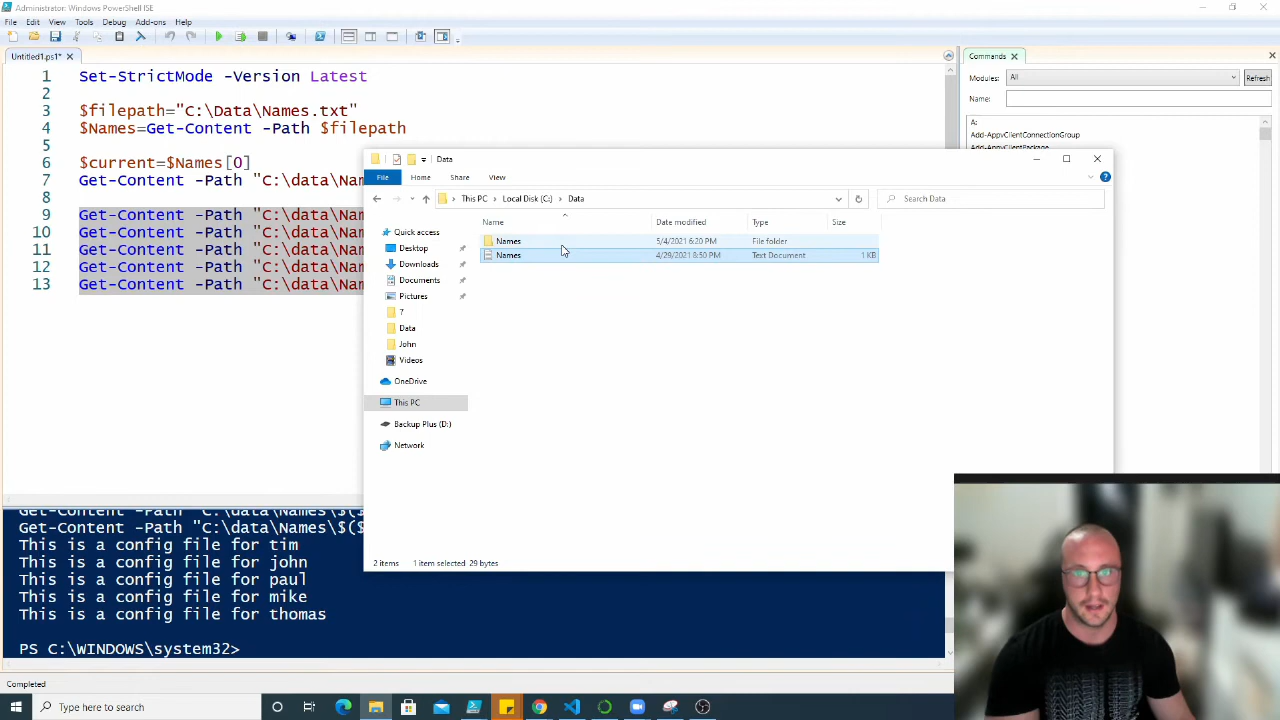 Administrator: Windows PowerShell ISE
File Edit View Tools Debug Add-ons Help
Untitled1.ps1*
1 Set-StrictMode -Version Latest
2
3 $filepath="C:\Data\Names.txt"
4 $Names=Get-Content -Path $filepath
5
6 $current=$Names[0]
7 Get-Content -Path "C:\data\Nam
8
9 Get-Content -Path "C:\data\Nam
10 Get-Content -Path "C:\data\Nam
11 Get-Content -Path "C:\data\Nam
12 Get-Content -Path "C:\data\Nam
13 Get-Content -Path "C:\data\Nam
Commands
Modules: All Refresh
Name:
A:
Add-AppvClientConnectionGroup
Add-AppvClientPackage
Data
File Home Share View
This PC Local Disk (C:) Data
Search Data
Name Date modified Type Size
Names 5/4/2021 6:20 PM File folder
Names 4/29/2021 8:50 PM Text Document 1 KB
Quick access
Desktop
Downloads
Documents
Pictures
7
Data
John
Videos
OneDrive
This PC
Backup Plus (D:)
Network
2 items 1 item selected 29 bytes
Get-Content -Path "C:\data\Names\$($
Get-Content -Path "C:\data\Names\$($
This is a config file for tim
This is a config file for john
This is a config file for paul
This is a config file for mike
This is a config file for thomas
PS C:\WINDOWS\system32>
Completed
Type here to search